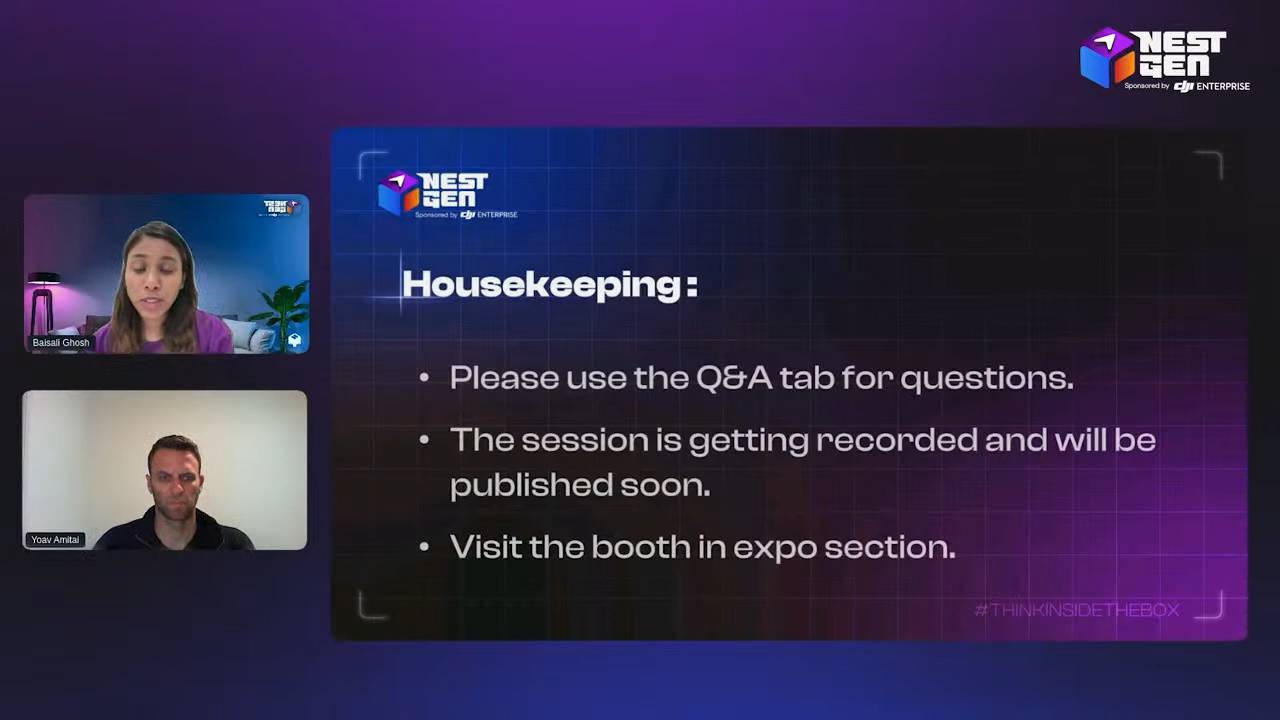 NEST
GEN
Sponsored by dji ENTERPRISE
NEST
GEN
Sponsored by dji ENTERPRISE
Housekeeping :
• Please use the Q&A tab for questions.
• The session is getting recorded and will be
published soon.
• Visit the booth in expo section.
#THINKINSIDETHEBOX
Baisali Ghosh
Yoav Amitai